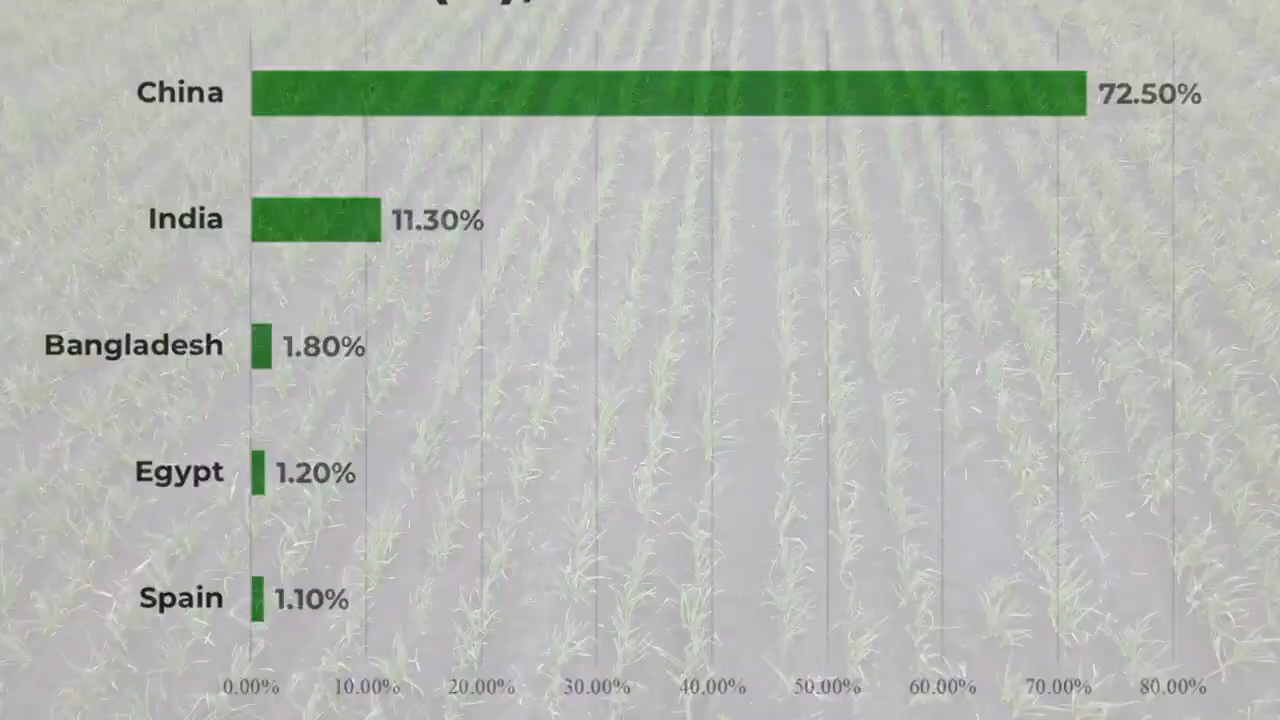 China 72.50%
India 11.30%
Bangladesh 1.80%
Egypt 1.20%
Spain 1.10%
0.00% 10.00% 20.00% 30.00% 40.00% 50.00% 60.00% 70.00% 80.00%